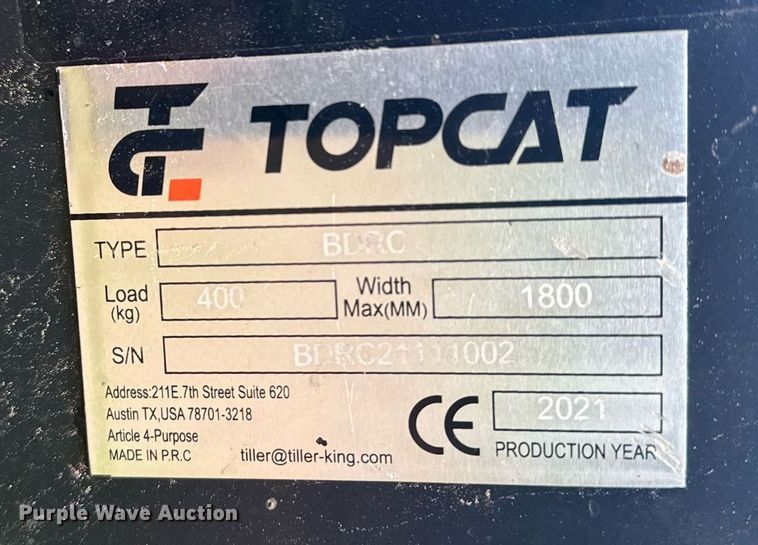 TOPCAT
TYPE BDRC
Load (kg) 400 Width Max(MM) 1800
S/N BDRC21111002
Address:211E.7th Street Suite 620
Austin TX,USA 78701-3218
Article 4-Purpose
MADE IN P.R.C tiller@tiller-king.com
CE 2021
PRODUCTION YEAR
Purple Wave Auction